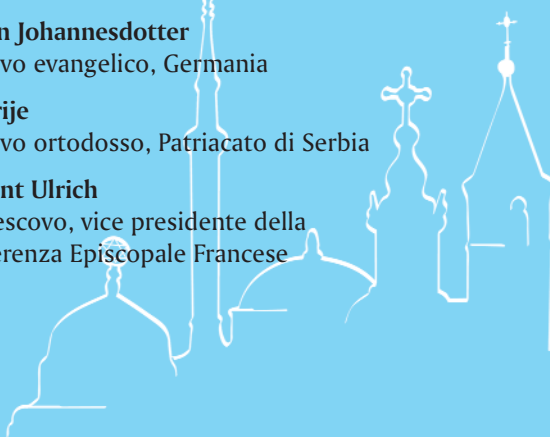 n Johannesdotter
vo evangelico, Germania
rije
vo ortodosso, Patriacato di Serbia
nt Ulrich
escovo, vice presidente della
erenza Episcopale Francese